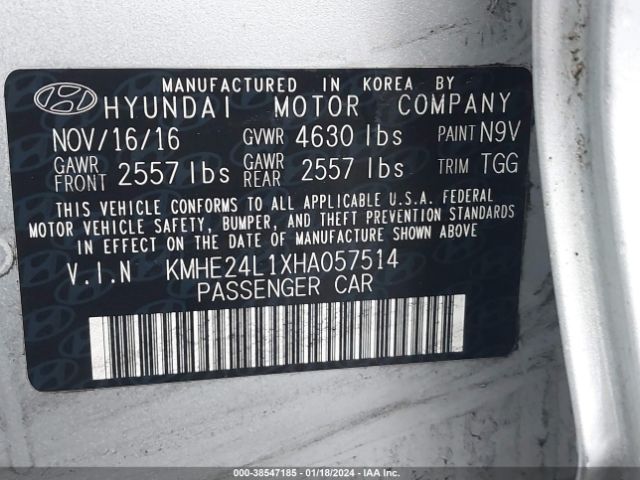 MANUFACTURED IN KOREA BY
HYUNDAI MOTOR COMPANY
NOV/16/16 GVWR 4630 lbs PAINT N9V
GAWR FRONT 2557 lbs GAWR REAR 2557 lbs TRIM TGG
THIS VEHICLE CONFORMS TO ALL APPLICABLE U.S.A. FEDERAL
MOTOR VEHICLE SAFETY, BUMPER, AND THEFT PREVENTION STANDARDS
IN EFFECT ON THE DATE OF MANUFACTURE SHOWN ABOVE.
V.I.N KMHE24L1XHA057514
PASSENGER CAR
000-38547185 - 01/18/2024 - IAA Inc.